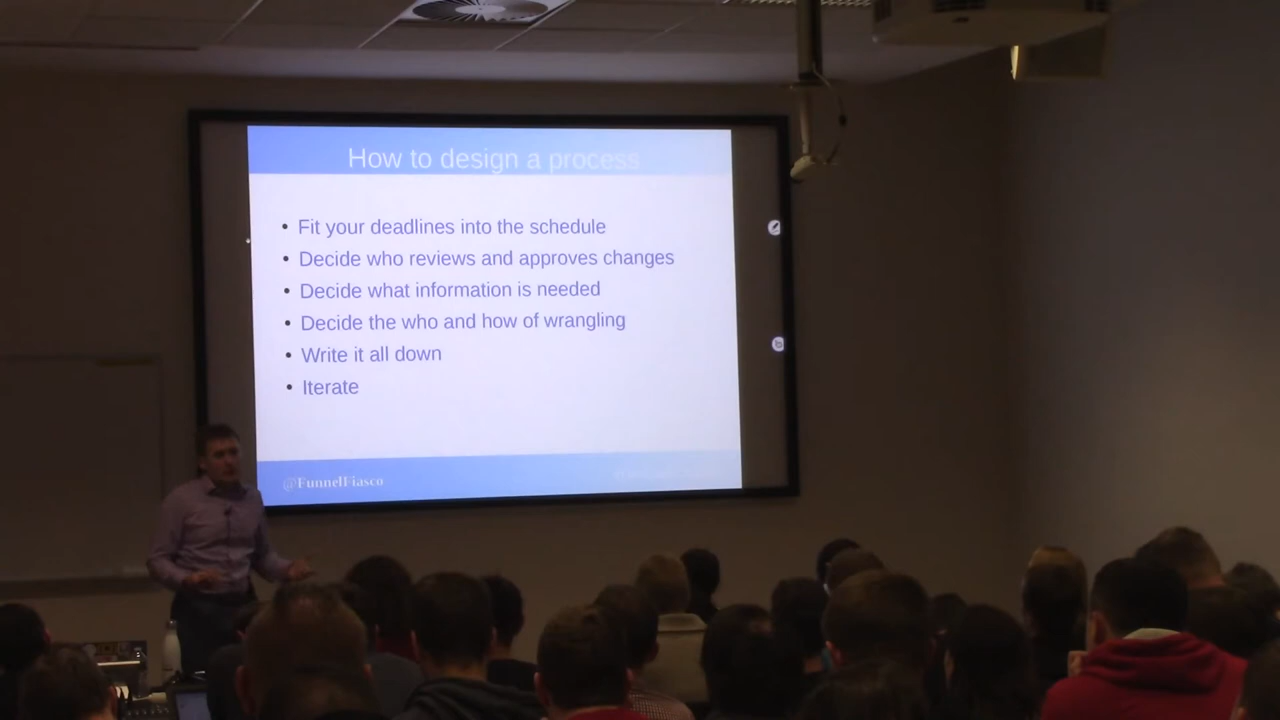 How to design a process
• Fit your deadlines into the schedule
• Decide who reviews and approves changes
• Decide what information is needed
• Decide the who and how of wrangling
• Write it all down
• Iterate
@FunnelFiasco